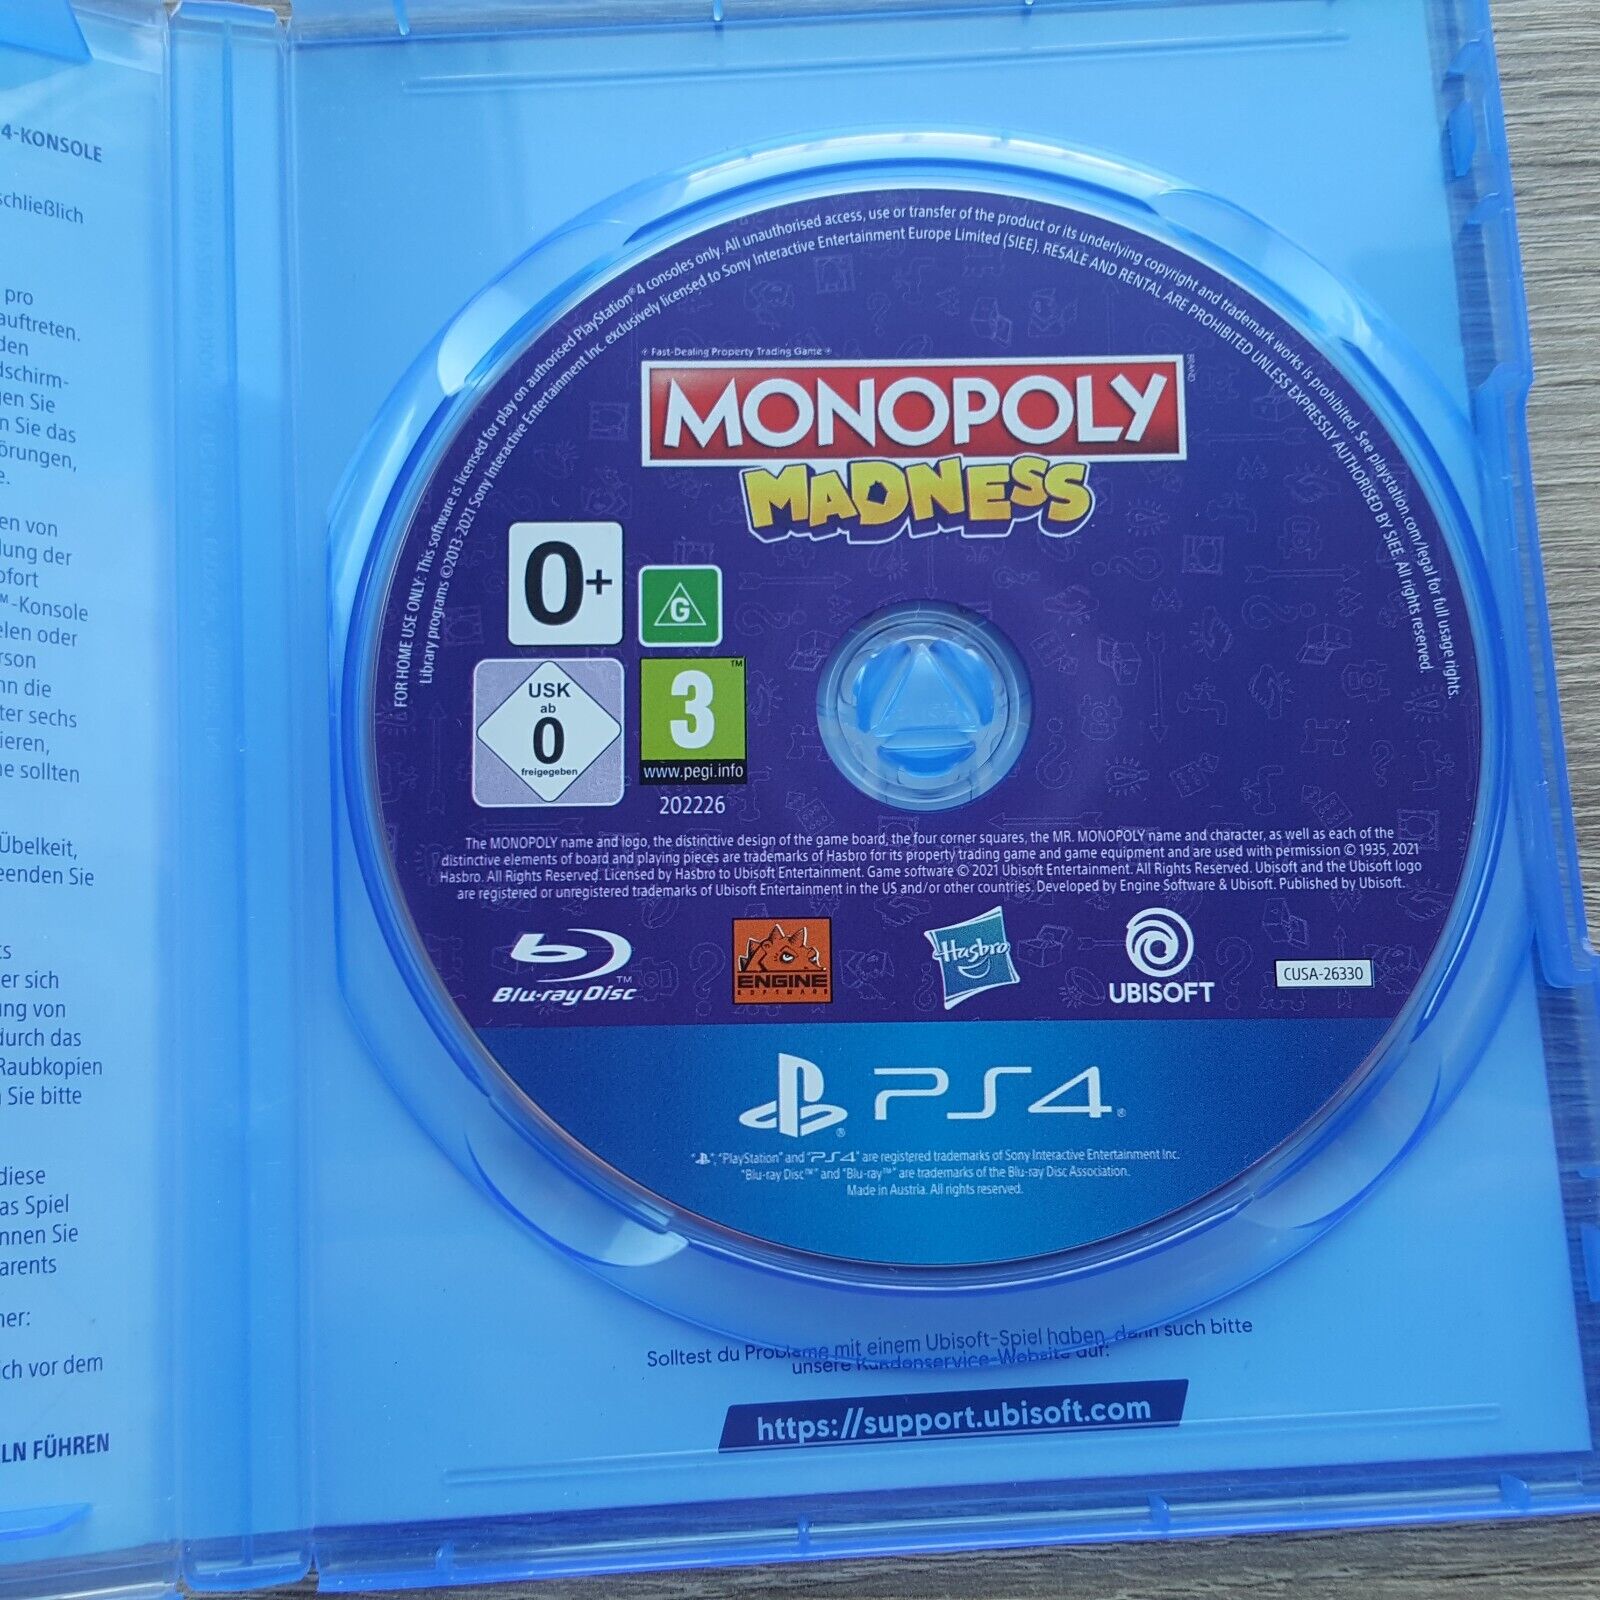 4-KONSOLE
schließlich
pro
auftreten.
den
dschirm-
en Sie
n Sie das
örungen,
e.
en von
lung der
ofort
™-Konsole
elen oder
rson
nn die
ter sechs
ieren,
ne sollten
Übelkeit,
eenden Sie
ts
er sich
ng von
durch das
Raubkopien
Sie bitte
diese
as Spiel
nnen Sie
arents
her:
ich vor dem
LN FÜHREN
FOR HOME USE ONLY: This software is licensed for play on authorised PlayStation®4 consoles only. All unauthorised access, use or transfer of the product or its underlying copyright and trademark works is prohibited. See playstation.com/legal for full usage rights.
Library programs ©2013-2021 Sony Interactive Entertainment Inc. exclusively licensed to Sony Interactive Entertainment Europe Limited (SIEE). RESALE AND RENTAL ARE PROHIBITED UNLESS EXPRESSLY AUTHORISED BY SIEE. All rights reserved.
Fast-Dealing Property Trading Game
MONOPOLY
BRAND
MADNESS
0+
G
USK
ab
0
freigegeben
3™
www.pegi.info
202226
The MONOPOLY name and logo, the distinctive design of the game board, the four corner squares, the MR. MONOPOLY name and character, as well as each of the
distinctive elements of board and playing pieces are trademarks of Hasbro for its property trading game and game equipment and are used with permission © 1935, 2021
Hasbro. All Rights Reserved. Licensed by Hasbro to Ubisoft Entertainment. Game software © 2021 Ubisoft Entertainment. All Rights Reserved. Ubisoft and the Ubisoft logo
are registered or unregistered trademarks of Ubisoft Entertainment in the US and/or other countries. Developed by Engine Software & Ubisoft. Published by Ubisoft.
Blu-ray Disc™
ENGINE
SOFTWARE
Hasbro
UBISOFT
CUSA-26330
PS4®
"PlayStation" and "PS4" are registered trademarks of Sony Interactive Entertainment Inc.
"Blu-ray Disc™" and "Blu-ray™" are trademarks of the Blu-ray Disc Association.
Made in Austria. All rights reserved.
Solltest du Probleme mit einem Ubisoft-Spiel haben, dann such bitte
unsere Kundenservice-Website auf:
https://support.ubisoft.com